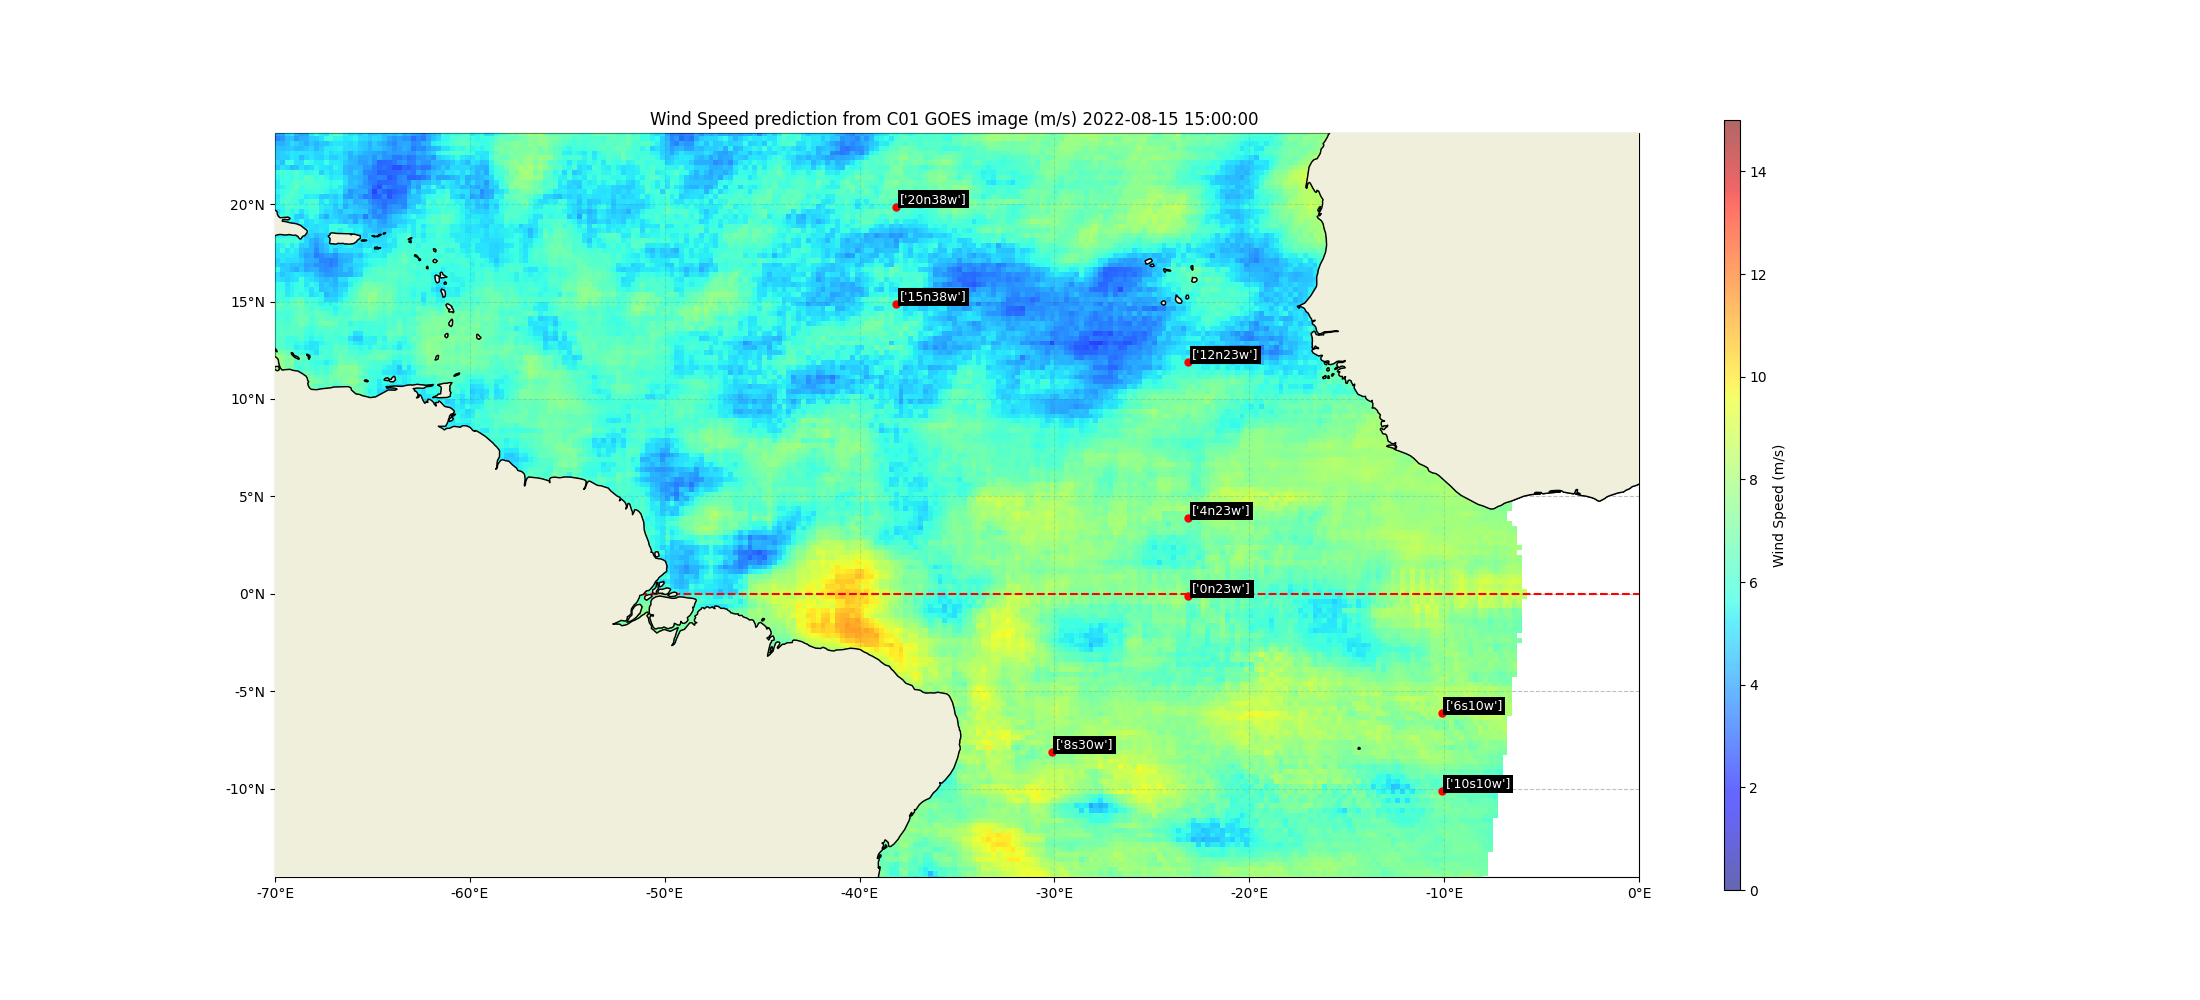 Wind Speed prediction from C01 GOES image (m/s) 2022-08-15 15:00:00
20°N
15°N
10°N
5°N
0°N
-5°N
-10°N
['20n38w']
['15n38w']
['12n23w']
['4n23w']
['0n23w']
['6s10w']
['8s30w']
['10s10w']
-70°E
-60°E
-50°E
-40°E
-30°E
-20°E
-10°E
0°E
14
12
10
8
6
4
2
0
Wind Speed (m/s)